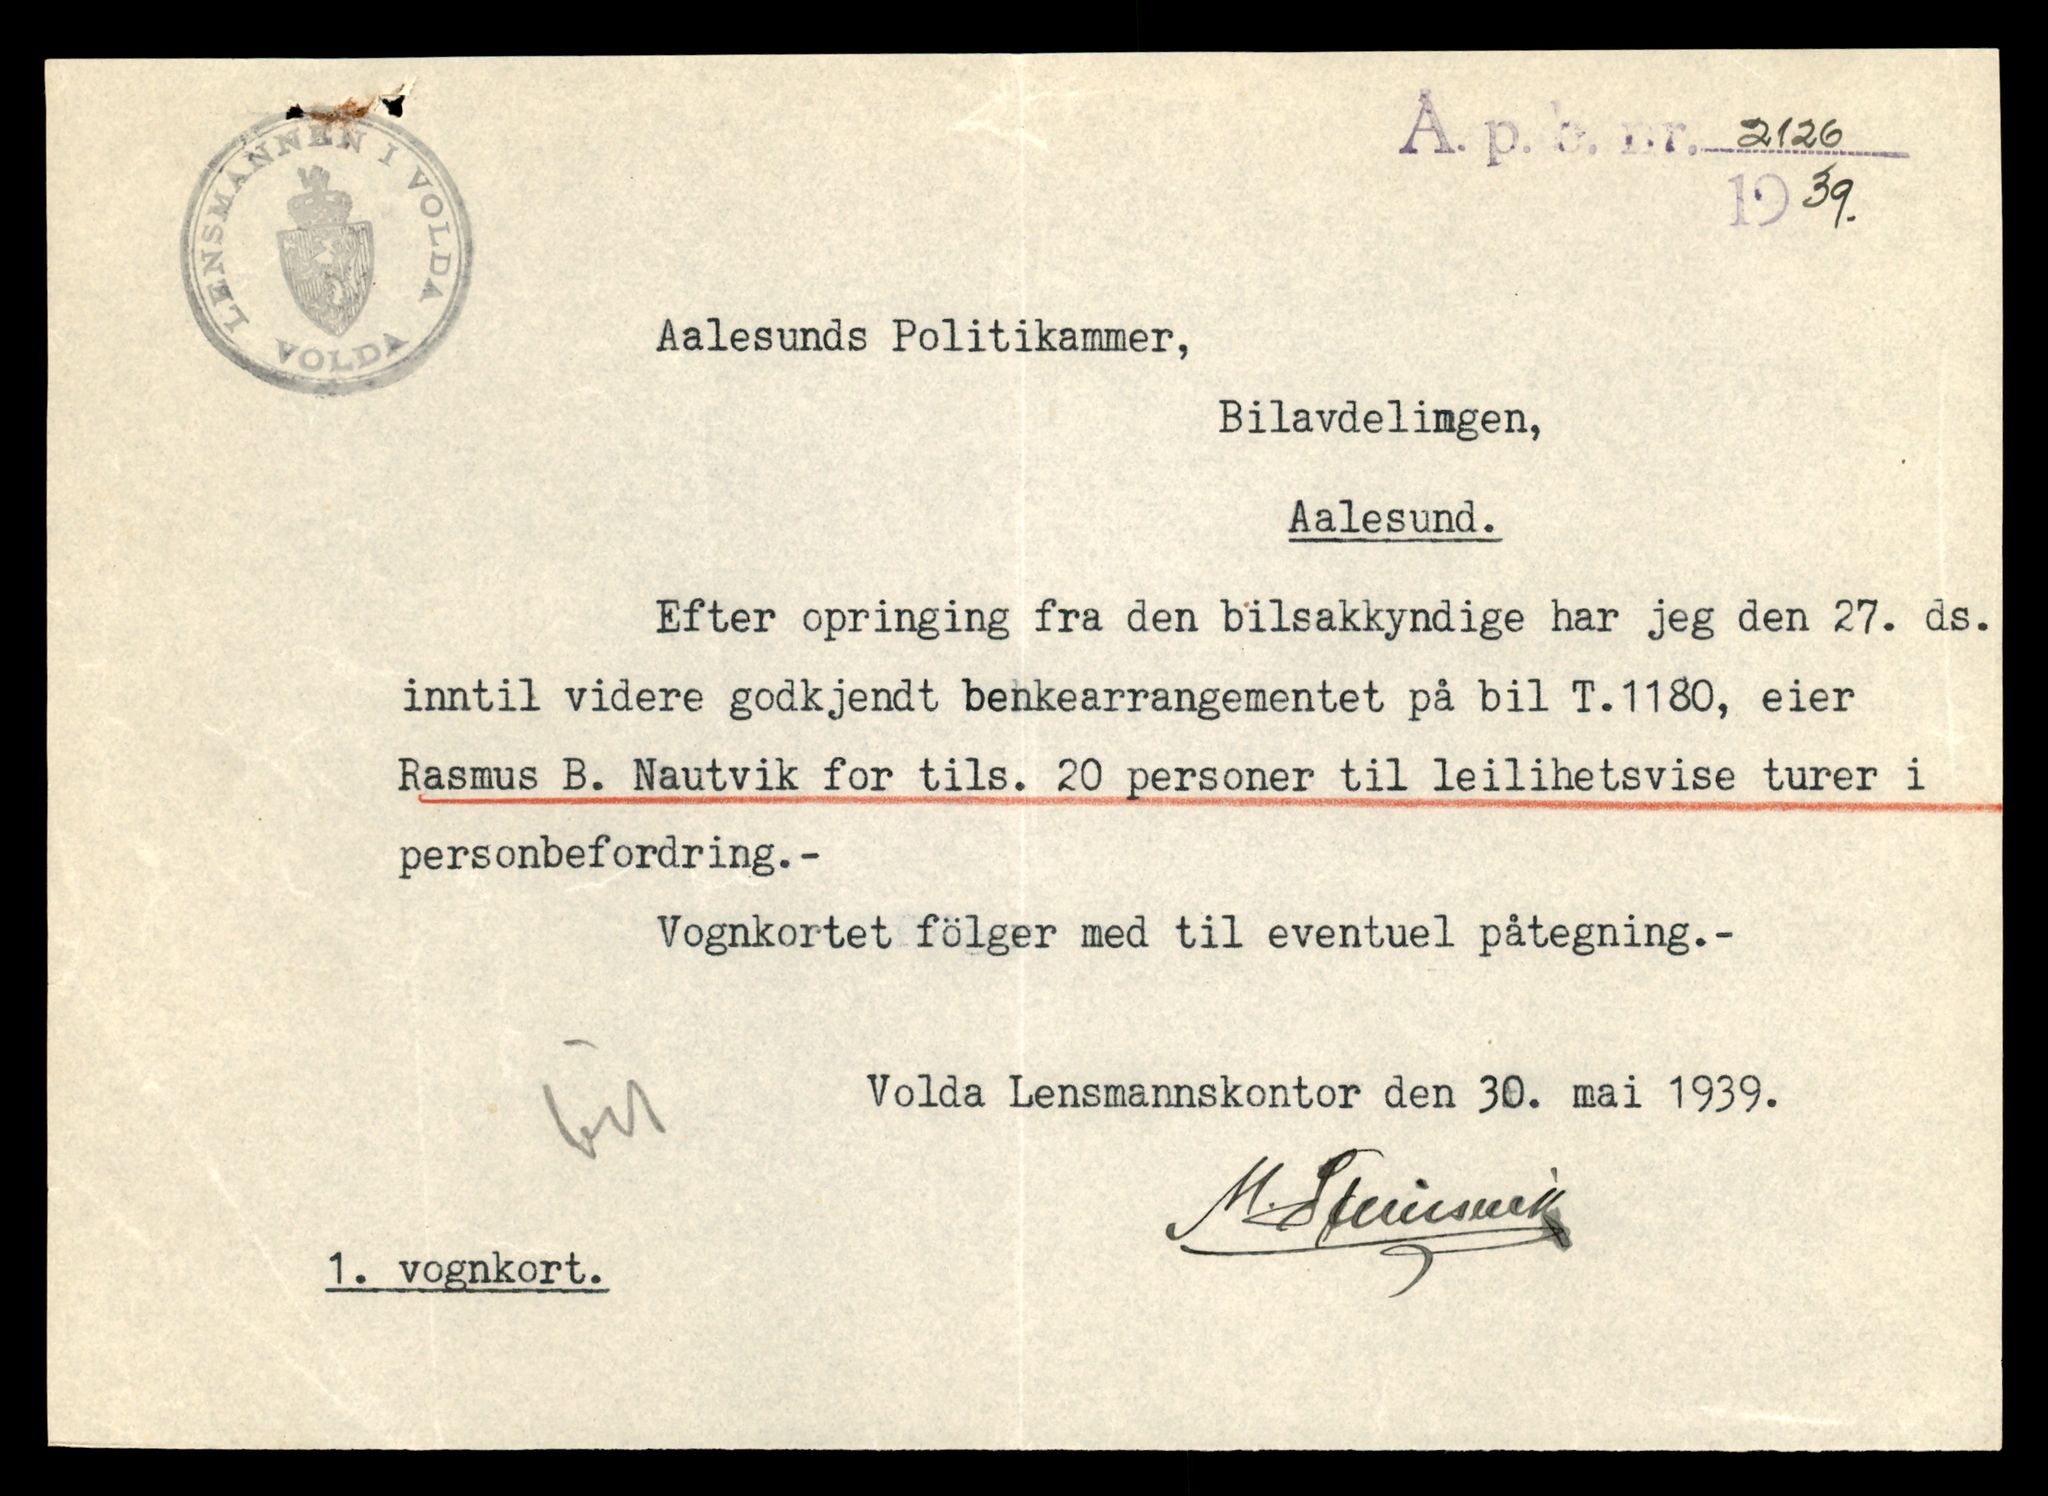 LENSMANNEN I VOLDA
VOLDA
Å. p. b. nr. 2126
1939.
Aalesunds Politikammer,
Bilavdelingen,
Aalesund.
Efter opringing fra den bilsakkyndige har jeg den 27. ds.
inntil videre godkjendt benkearrangementet på bil T.1180, eier
Rasmus B. Nautvik for tils. 20 personer til leilihetsvise turer i
personbefordring.-
Vognkortet fölger med til eventuel påtegning.-
Volda Lensmannskontor den 30. mai 1939.
M. Steinsvik
1. vognkort.